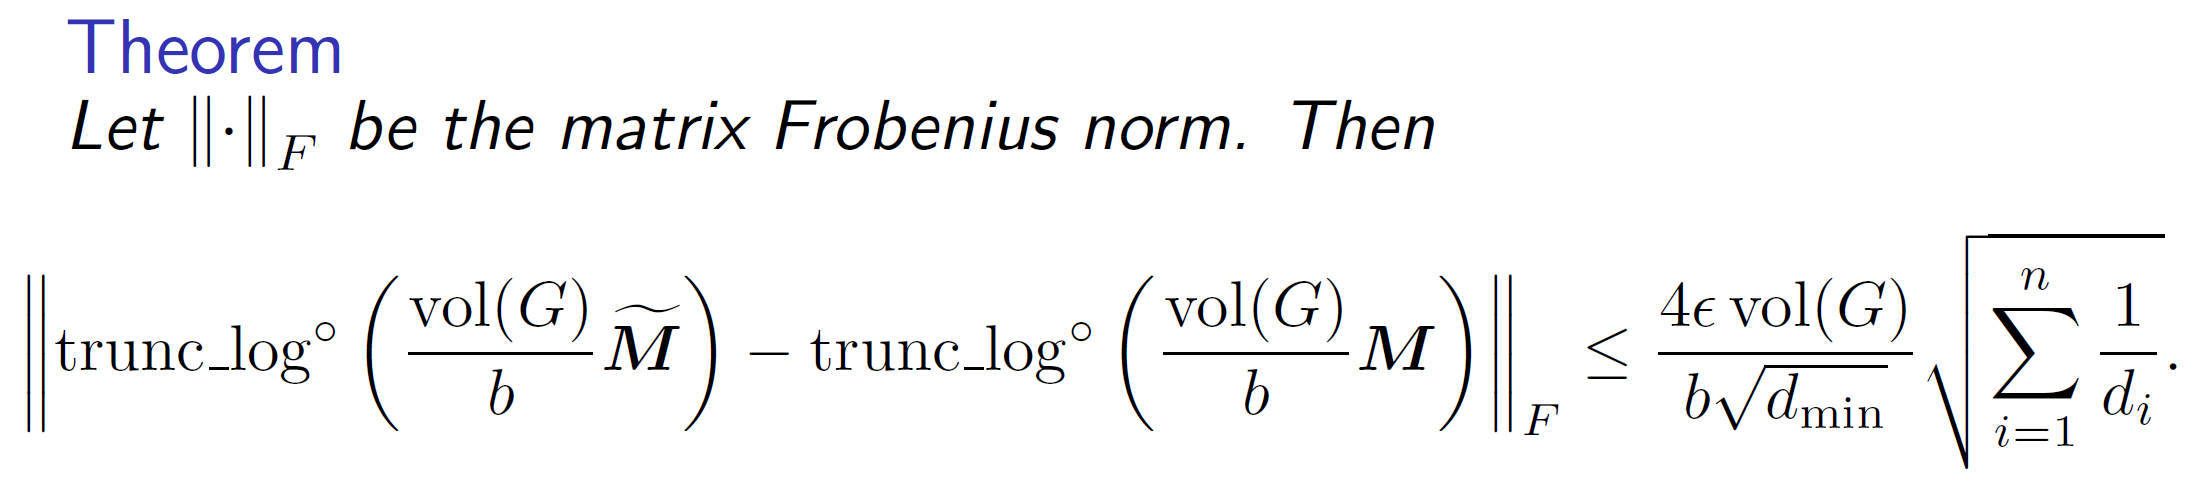 Theorem
Let ‖·‖_F be the matrix Frobenius norm. Then
‖trunc_log° (vol(G)/b M̃) − trunc_log° (vol(G)/b M)‖_F ≤ 4ϵ vol(G)/(b√d_min) √(∑_{i=1}^{n} 1/d_i).